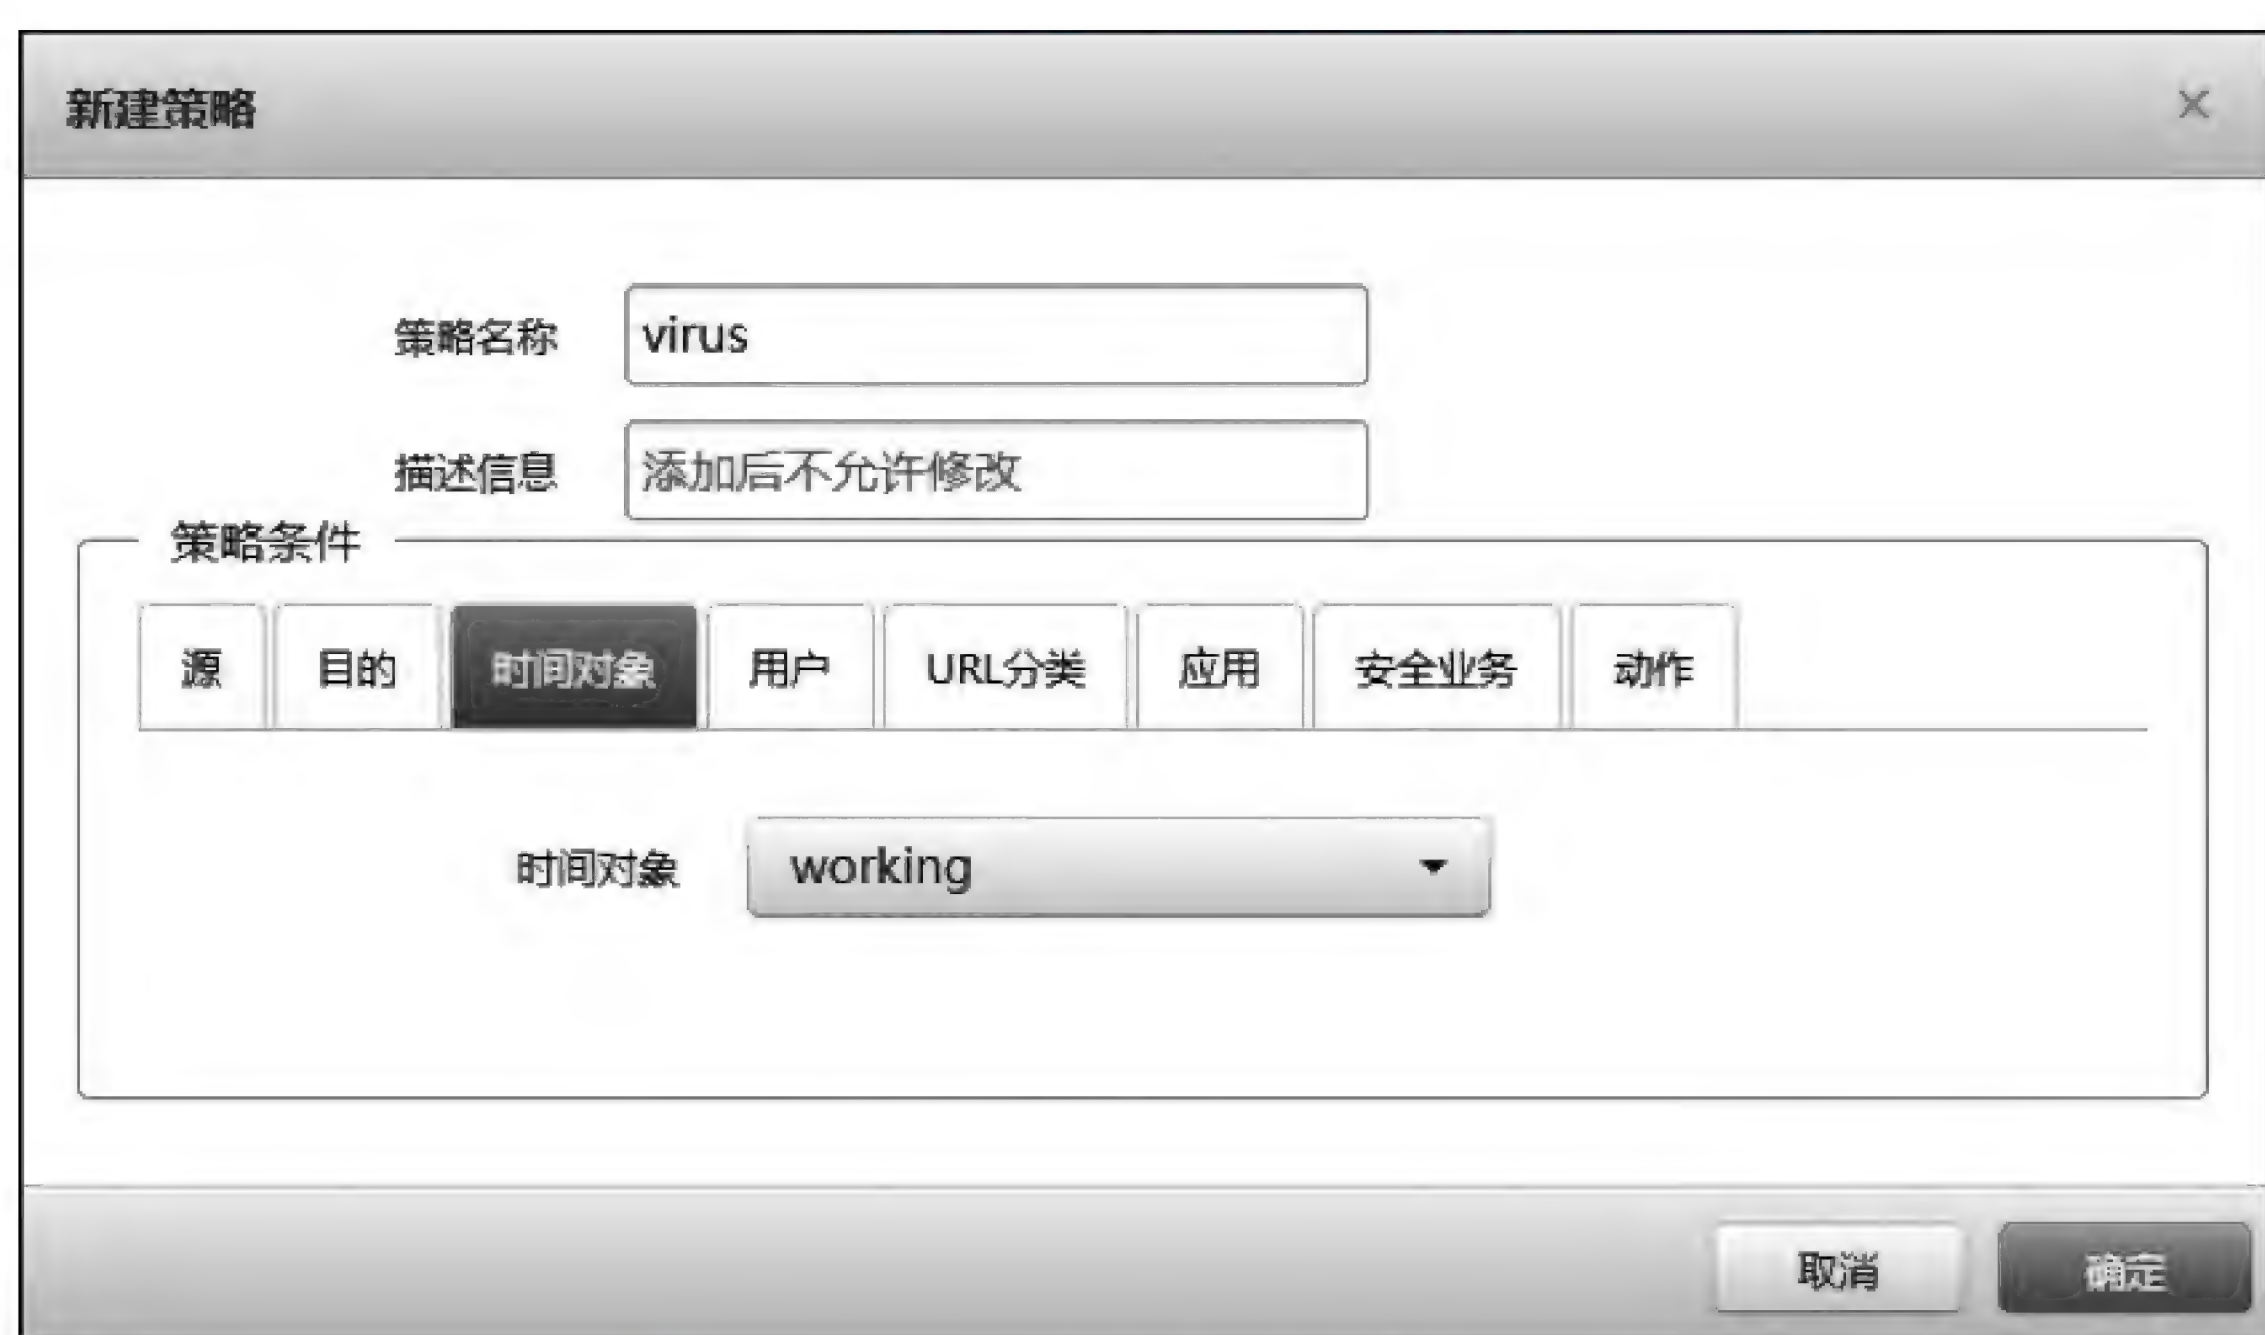 新建策略
策略名称 virus
描述信息 添加后不允许修改
策略条件
源 目的 时间对象 用户 URL分类 应用 安全业务 动作
时间对象 working
取消 确定